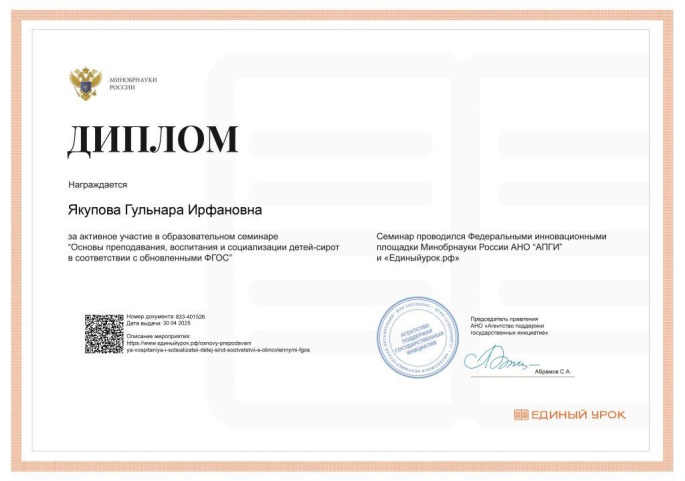 МИНОБРНАУКИ
РОССИИ
ДИПЛОМ
Награждается
Якупова Гульнара Ирфановна
за активное участие в образовательном семинаре
"Основы преподавания, воспитания и социализации детей-сирот
в соответствии с обновленными ФГОС"
Семинар проводился Федеральными инновационными
площадки Минобрнауки России АНО "АПГИ"
и «Единыйурок.рф»
Номер документа: 833-401526
Дата выдачи: 30 04 2025
Описание мероприятия:
https://www.единыйурок.рф/osnovy-prepodavani
ya-vospitaniya-i-sotsializatsii-detej-sirot-sootvetstvii-s-obnovlennymi-fgos
АГЕНТСТВО
ПОДДЕРЖКИ
ГОСУДАРСТВЕННЫХ
ИНИЦИАТИВ
Председатель правления
АНО «Агентство поддержки
государственных инициатив»
Абрамов С.А.
ЕДИНЫЙ УРОК